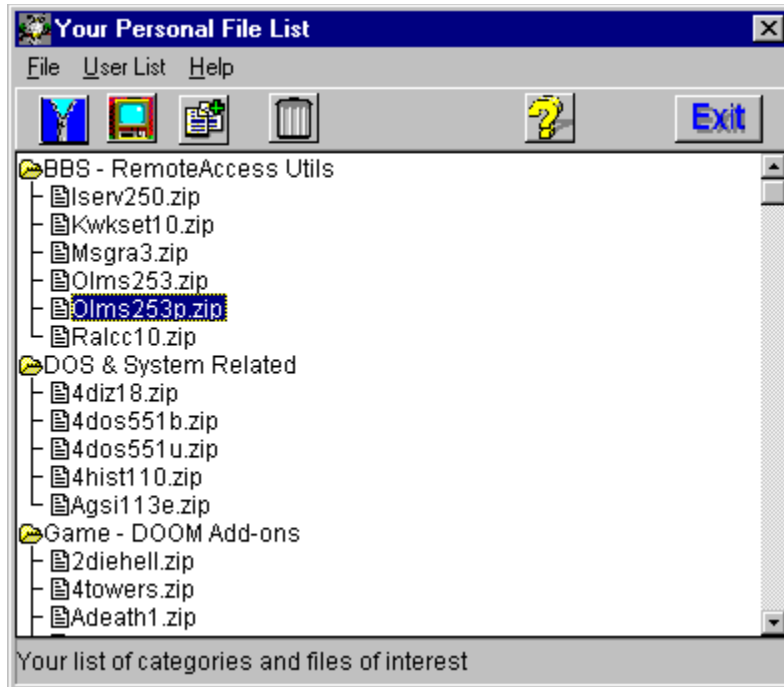 Your Personal File List
File User List Help
Exit
BBS - RemoteAccess Utils
Iserv250.zip
Kwkset10.zip
Msgra3.zip
Olms253.zip
Olms253p.zip
Ralcc10.zip
DOS & System Related
4diz18.zip
4dos551b.zip
4dos551u.zip
4hist110.zip
Agsi113e.zip
Game - DOOM Add-ons
2diehell.zip
4towers.zip
Adeath1.zip
Your list of categories and files of interest